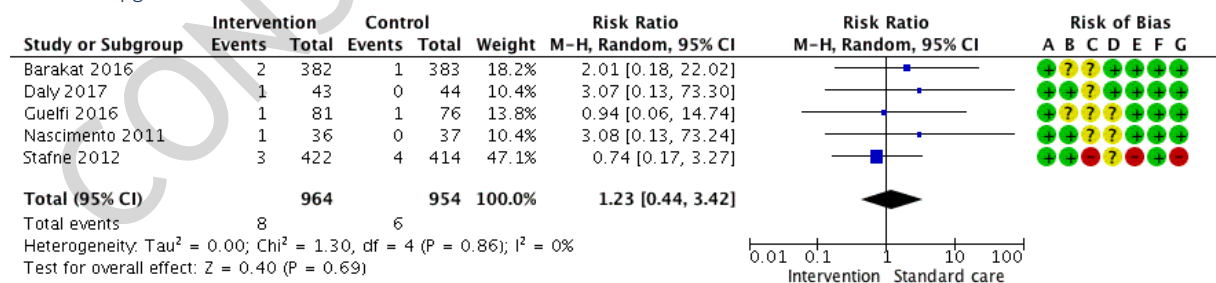 Intervention Control Risk Ratio Risk Ratio Risk of Bias
Study or Subgroup Events Total Events Total Weight M-H, Random, 95% CI M-H, Random, 95% CI A B C D E F G
Barakat 2016 2 382 1 383 18.2% 2.01 [0.18, 22.02] + ? ? + + + +
Daly 2017 1 43 0 44 10.4% 3.07 [0.13, 73.30] + + ? + + + +
Guelfi 2016 1 81 1 76 13.8% 0.94 [0.06, 14.74] + ? ? ? + + +
Nascimento 2011 1 36 0 37 10.4% 3.08 [0.13, 73.24] + + ? ? + + +
Stafne 2012 3 422 4 414 47.1% 0.74 [0.17, 3.27] + + - ? - + -
Total (95% CI) 964 954 100.0% 1.23 [0.44, 3.42]
Total events 8 6
Heterogeneity: Tau² = 0.00; Chi² = 1.30, df = 4 (P = 0.86); I² = 0%
Test for overall effect: Z = 0.40 (P = 0.69)
0.01 0.1 1 10 100
Intervention Standard care
CONS